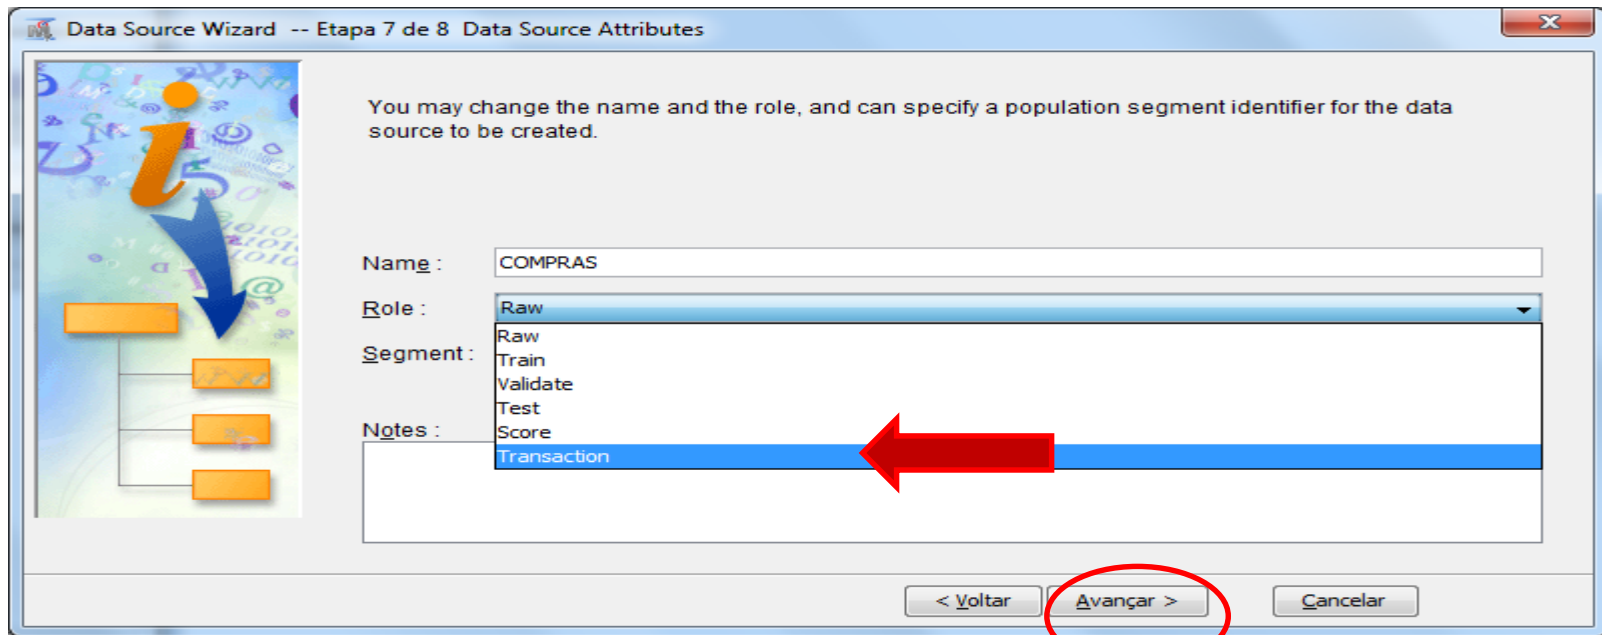 Data Source Wizard -- Etapa 7 de 8 Data Source Attributes
You may change the name and the role, and can specify a population segment identifier for the data
source to be created.
Name : COMPRAS
Role : Raw
Raw
Segment :
Train
Validate
Test
Notes :
Score
Transaction
< Voltar Avançar > Cancelar